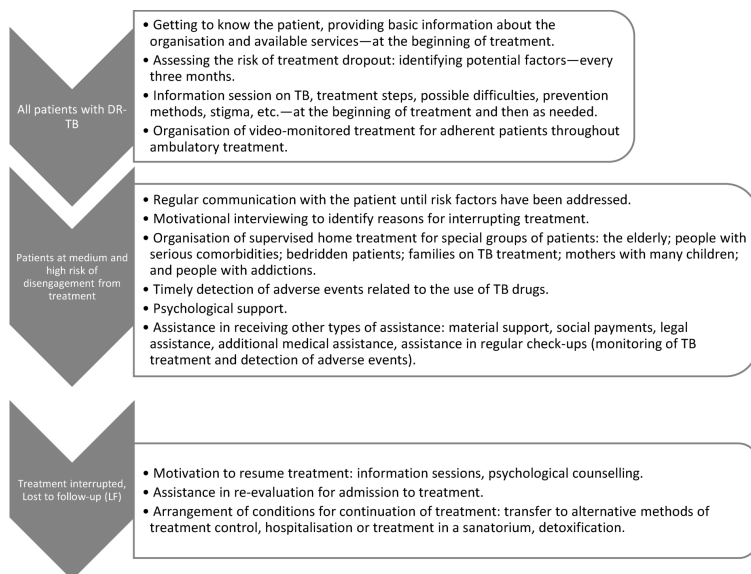 All patients with DR-
TB
• Getting to know the patient, providing basic information about the
organisation and available services—at the beginning of treatment.
• Assessing the risk of treatment dropout: identifying potential factors—every
three months.
• Information session on TB, treatment steps, possible difficulties, prevention
methods, stigma, etc.—at the beginning of treatment and then as needed.
• Organisation of video-monitored treatment for adherent patients throughout
ambulatory treatment.
Patients at medium and
high risk of
disengagement from
treatment
• Regular communication with the patient until risk factors have been addressed.
• Motivational interviewing to identify reasons for interrupting treatment.
• Organisation of supervised home treatment for special groups of patients: the elderly; people with
serious comorbidities; bedridden patients; families on TB treatment; mothers with many children;
and people with addictions.
• Timely detection of adverse events related to the use of TB drugs.
• Psychological support.
• Assistance in receiving other types of assistance: material support, social payments, legal
assistance, additional medical assistance, assistance in regular check-ups (monitoring of TB
treatment and detection of adverse events).
Treatment interrupted,
Lost to follow-up (LF)
• Motivation to resume treatment: information sessions, psychological counselling.
• Assistance in re-evaluation for admission to treatment.
• Arrangement of conditions for continuation of treatment: transfer to alternative methods of
treatment control, hospitalisation or treatment in a sanatorium, detoxification.